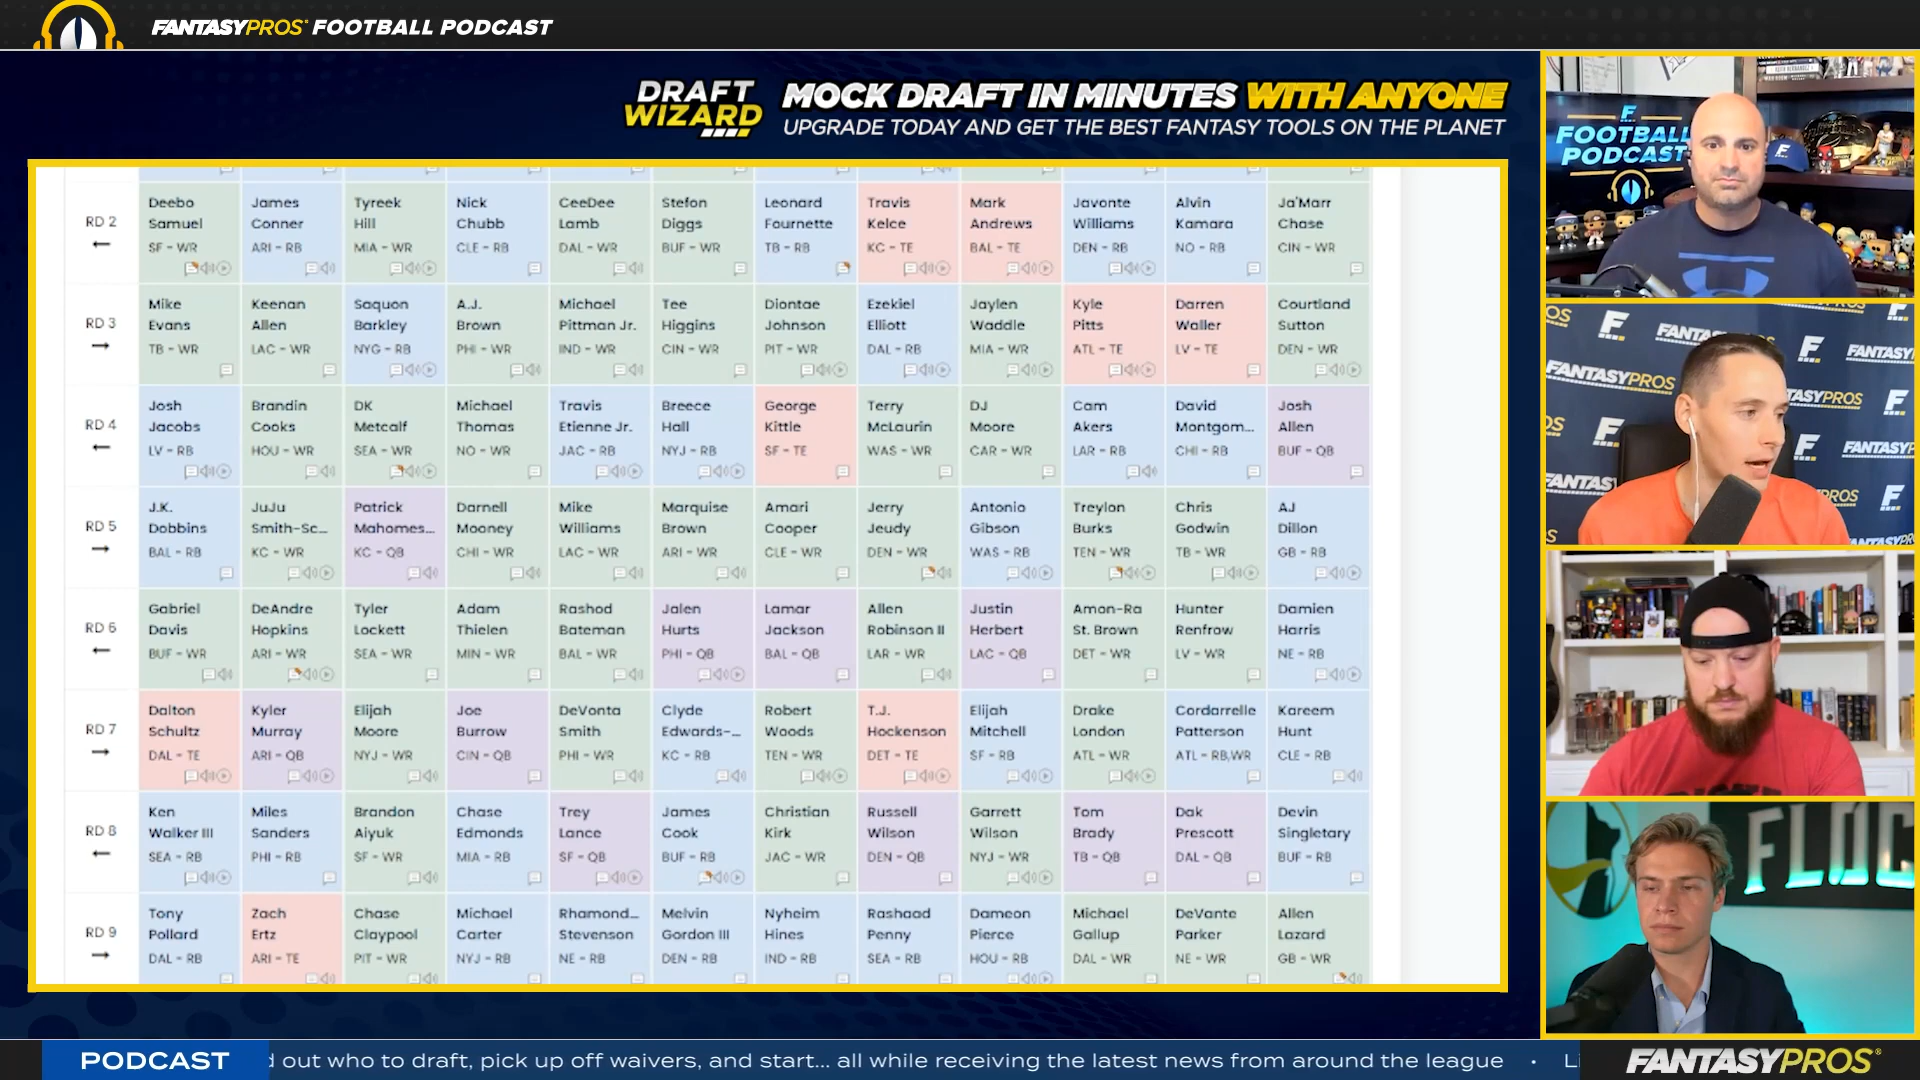 FANTASYPROS FOOTBALL PODCAST
DRAFT WIZARD
MOCK DRAFT IN MINUTES WITH ANYONE
UPGRADE TODAY AND GET THE BEST FANTASY TOOLS ON THE PLANET
RD 2
Deebo Samuel SF - WR
James Conner ARI - RB
Tyreek Hill MIA - WR
Nick Chubb CLE - RB
CeeDee Lamb DAL - WR
Stefon Diggs BUF - WR
Leonard Fournette TB - RB
Travis Kelce KC - TE
Mark Andrews BAL - TE
Javonte Williams DEN - RB
Alvin Kamara NO - RB
Ja'Marr Chase CIN - WR
RD 3
Mike Evans TB - WR
Keenan Allen LAC - WR
Saquon Barkley NYG - RB
A.J. Brown PHI - WR
Michael Pittman Jr. IND - WR
Tee Higgins CIN - WR
Diontae Johnson PIT - WR
Ezekiel Elliott DAL - RB
Jaylen Waddle MIA - WR
Kyle Pitts ATL - TE
Darren Waller LV - TE
Courtland Sutton DEN - WR
RD 4
Josh Jacobs LV - RB
Brandin Cooks HOU - WR
DK Metcalf SEA - WR
Michael Thomas NO - WR
Travis Etienne Jr. JAC - RB
Breece Hall NYJ - RB
George Kittle SF - TE
Terry McLaurin WAS - WR
DJ Moore CAR - WR
Cam Akers LAR - RB
David Montgom... CHI - RB
Josh Allen BUF - QB
RD 5
J.K. Dobbins BAL - RB
JuJu Smith-Sc... KC - WR
Patrick Mahomes... KC - QB
Darnell Mooney CHI - WR
Mike Williams LAC - WR
Marquise Brown ARI - WR
Amari Cooper CLE - WR
Jerry Jeudy DEN - WR
Antonio Gibson WAS - RB
Treylon Burks TEN - WR
Chris Godwin TB - WR
AJ Dillon GB - RB
RD 6
Gabriel Davis BUF - WR
DeAndre Hopkins ARI - WR
Tyler Lockett SEA - WR
Adam Thielen MIN - WR
Rashod Bateman BAL - WR
Jalen Hurts PHI - QB
Lamar Jackson BAL - QB
Allen Robinson II LAR - WR
Justin Herbert LAC - QB
Amon-Ra St. Brown DET - WR
Hunter Renfrow LV - WR
Damien Harris NE - RB
RD 7
Dalton Schultz DAL - TE
Kyler Murray ARI - QB
Elijah Moore NYJ - WR
Joe Burrow CIN - QB
DeVonta Smith PHI - WR
Clyde Edwards-... KC - RB
Robert Woods TEN - WR
T.J. Hockenson DET - TE
Elijah Mitchell SF - RB
Drake London ATL - WR
Cordarrelle Patterson ATL - RB,WR
Kareem Hunt CLE - RB
RD 8
Ken Walker III SEA - RB
Miles Sanders PHI - RB
Brandon Aiyuk SF - WR
Chase Edmonds MIA - RB
Trey Lance SF - QB
James Cook BUF - RB
Christian Kirk JAC - WR
Russell Wilson DEN - QB
Garrett Wilson NYJ - WR
Tom Brady TB - QB
Dak Prescott DAL - QB
Devin Singletary BUF - RB
RD 9
Tony Pollard DAL - RB
Zach Ertz ARI - TE
Chase Claypool PIT - WR
Michael Carter NYJ - RB
Rhamond... Stevenson NE - RB
Melvin Gordon III DEN - RB
Nyheim Hines IND - RB
Rashaad Penny SEA - RB
Dameon Pierce HOU - RB
Michael Gallup DAL - WR
DeVante Parker NE - WR
Allen Lazard GB - WR
FOOTBALL
PODCAST
FANTASYPROS
FLOC
PODCAST
d out who to draft, pick up off waivers, and start... all while receiving the latest news from around the league • Li
FANTASYPROS